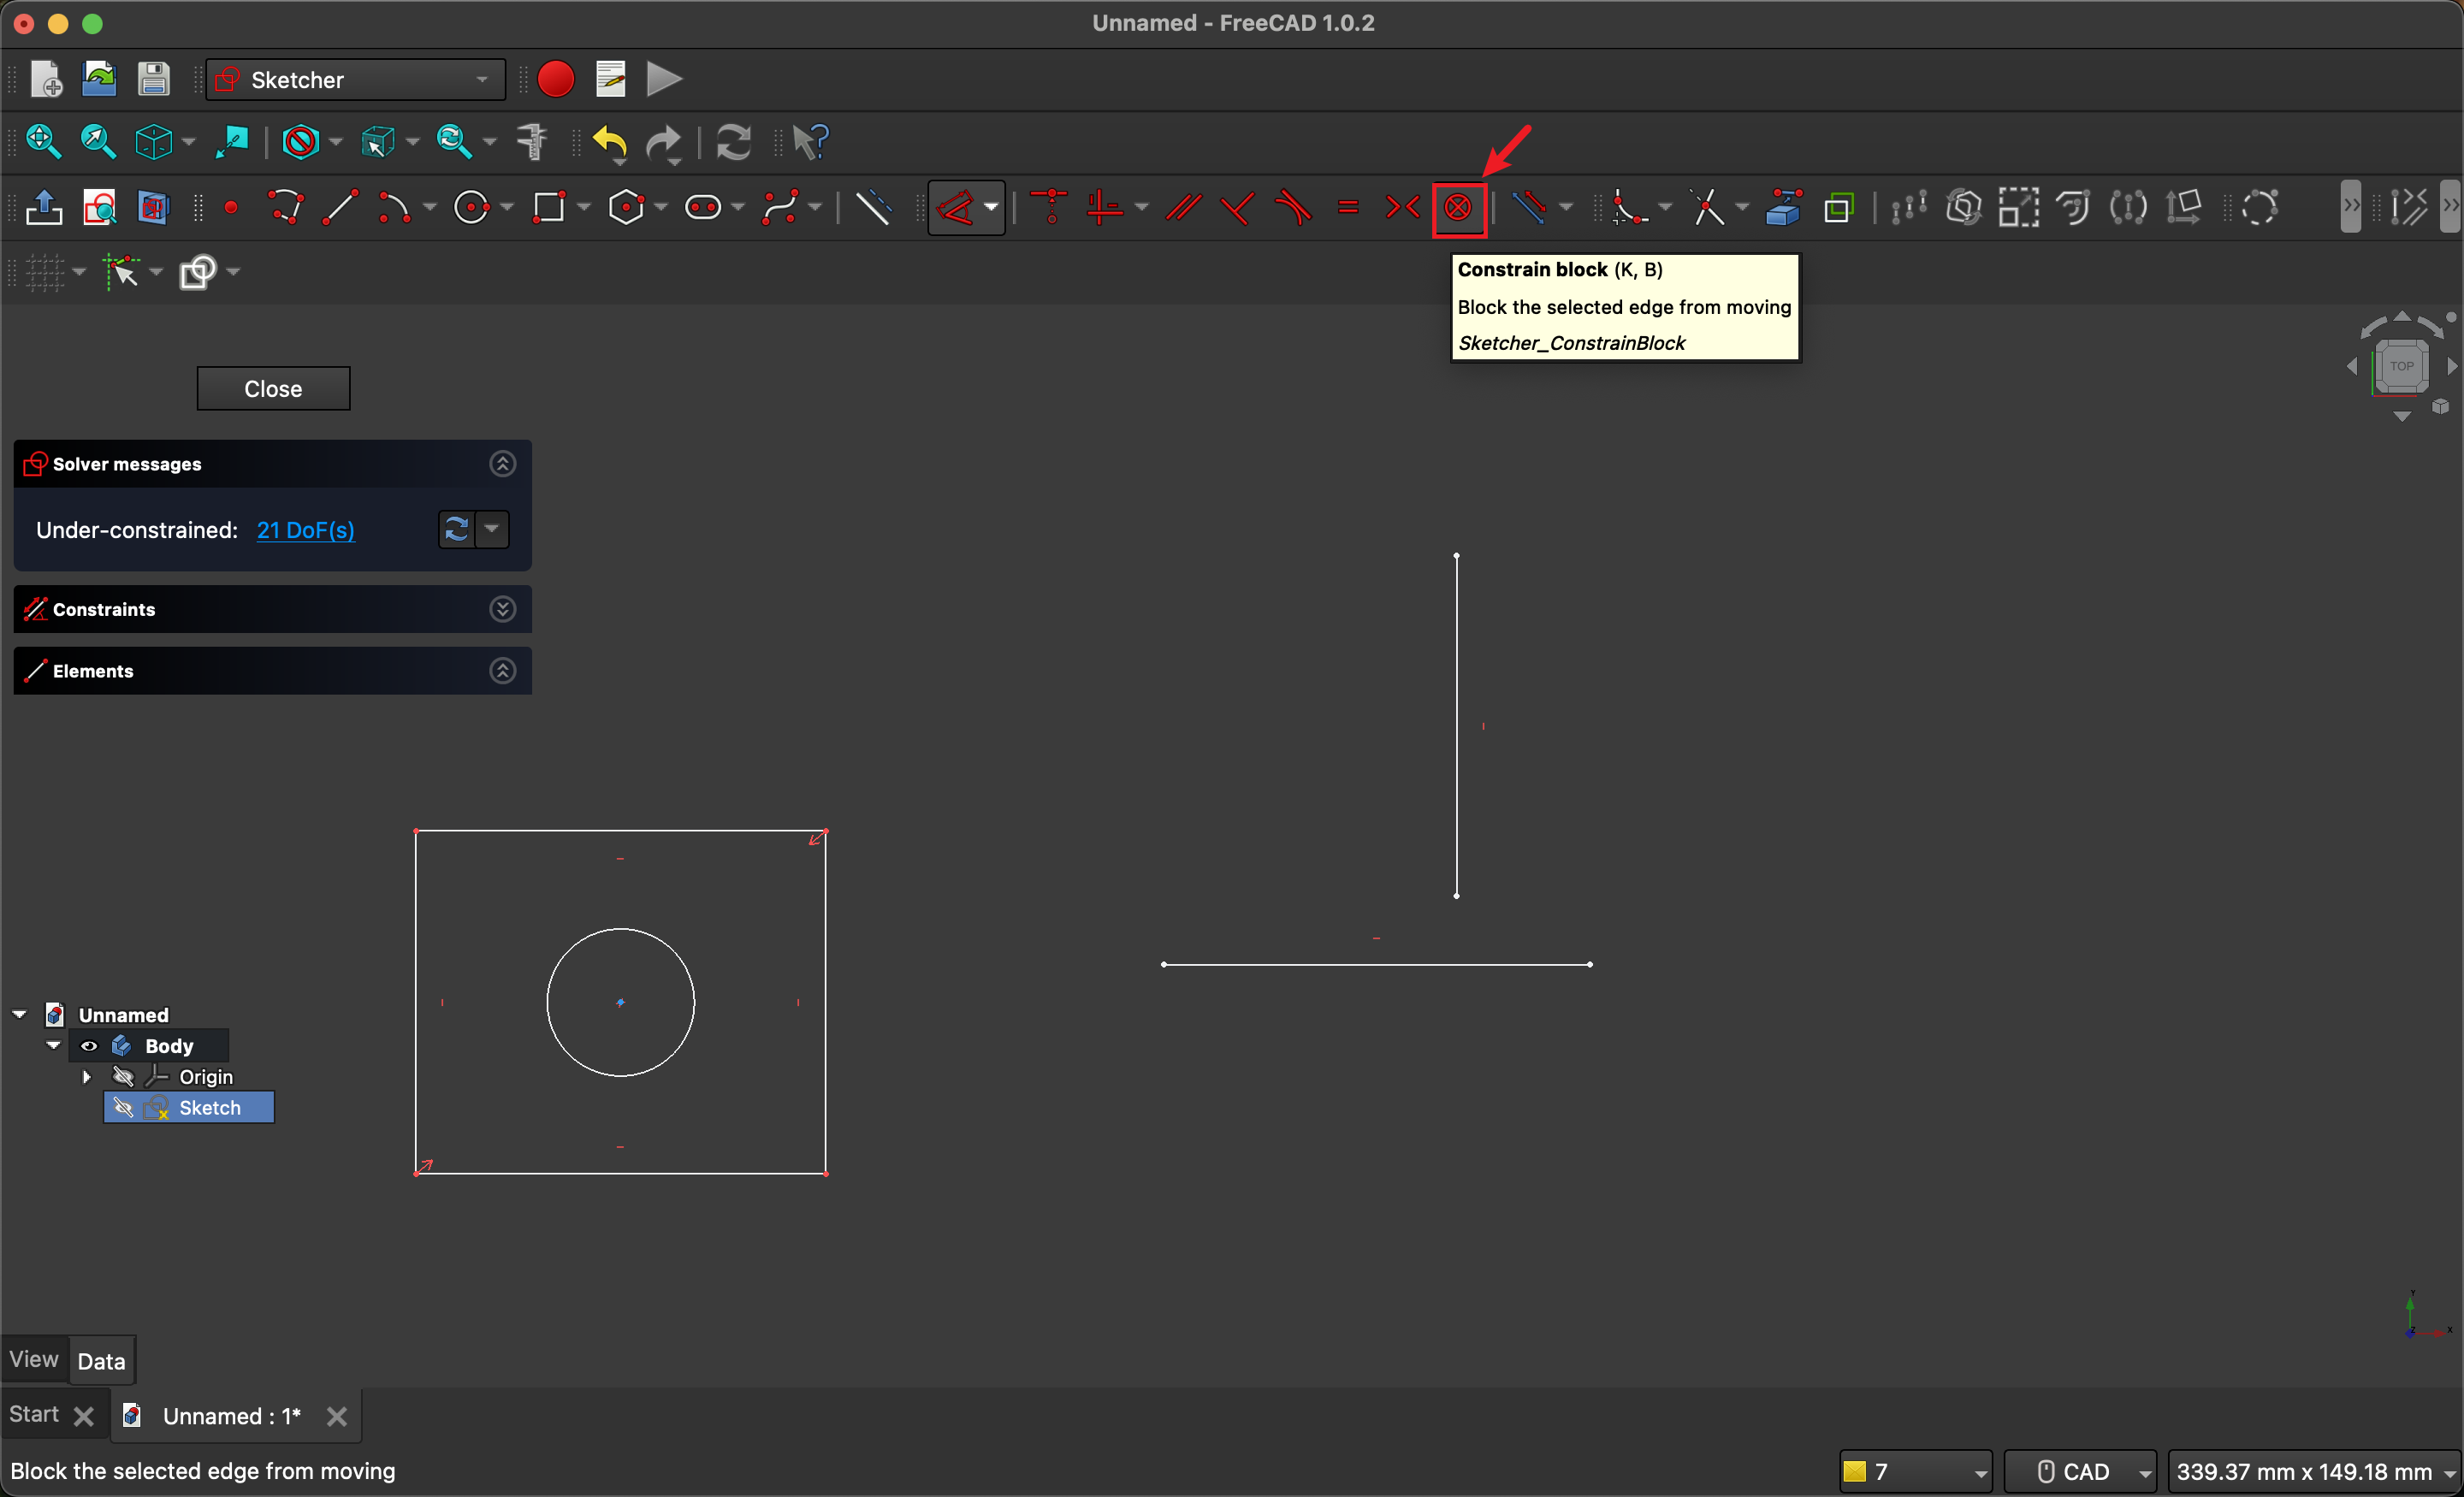 Unnamed - FreeCAD 1.0.2
Sketcher
Constrain block (K, B)
Block the selected edge from moving
Sketcher_ConstrainBlock
TOP
Close
Solver messages
Under-constrained: 21 DoF(s)
Constraints
Elements
Unnamed
Body
Origin
Sketch
Y
Z
X
View
Data
Start
Unnamed : 1*
Block the selected edge from moving
7
CAD
339.37 mm x 149.18 mm